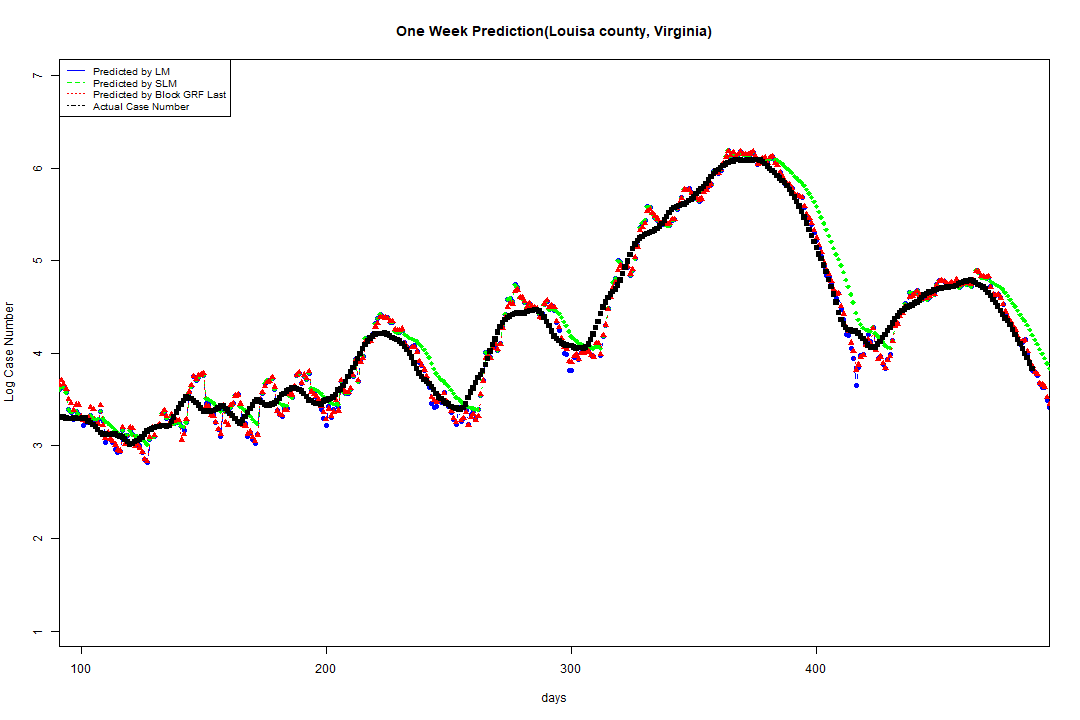 One Week Prediction(Louisa county, Virginia)
7
6
5
4
3
2
1
Log Case Number
Predicted by LM
Predicted by SLM
Predicted by Block GRF Last
Actual Case Number
100 200 300 400
days